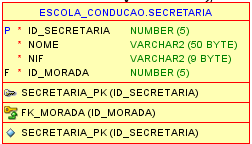 ESCOLA_CONDUCAO.SECRETARIA
P * ID_SECRETARIA NUMBER (5)
* NOME VARCHAR2 (50 BYTE)
* NIF VARCHAR2 (9 BYTE)
F * ID_MORADA NUMBER (5)
SECRETARIA_PK (ID_SECRETARIA)
FK_MORADA (ID_MORADA)
SECRETARIA_PK (ID_SECRETARIA)